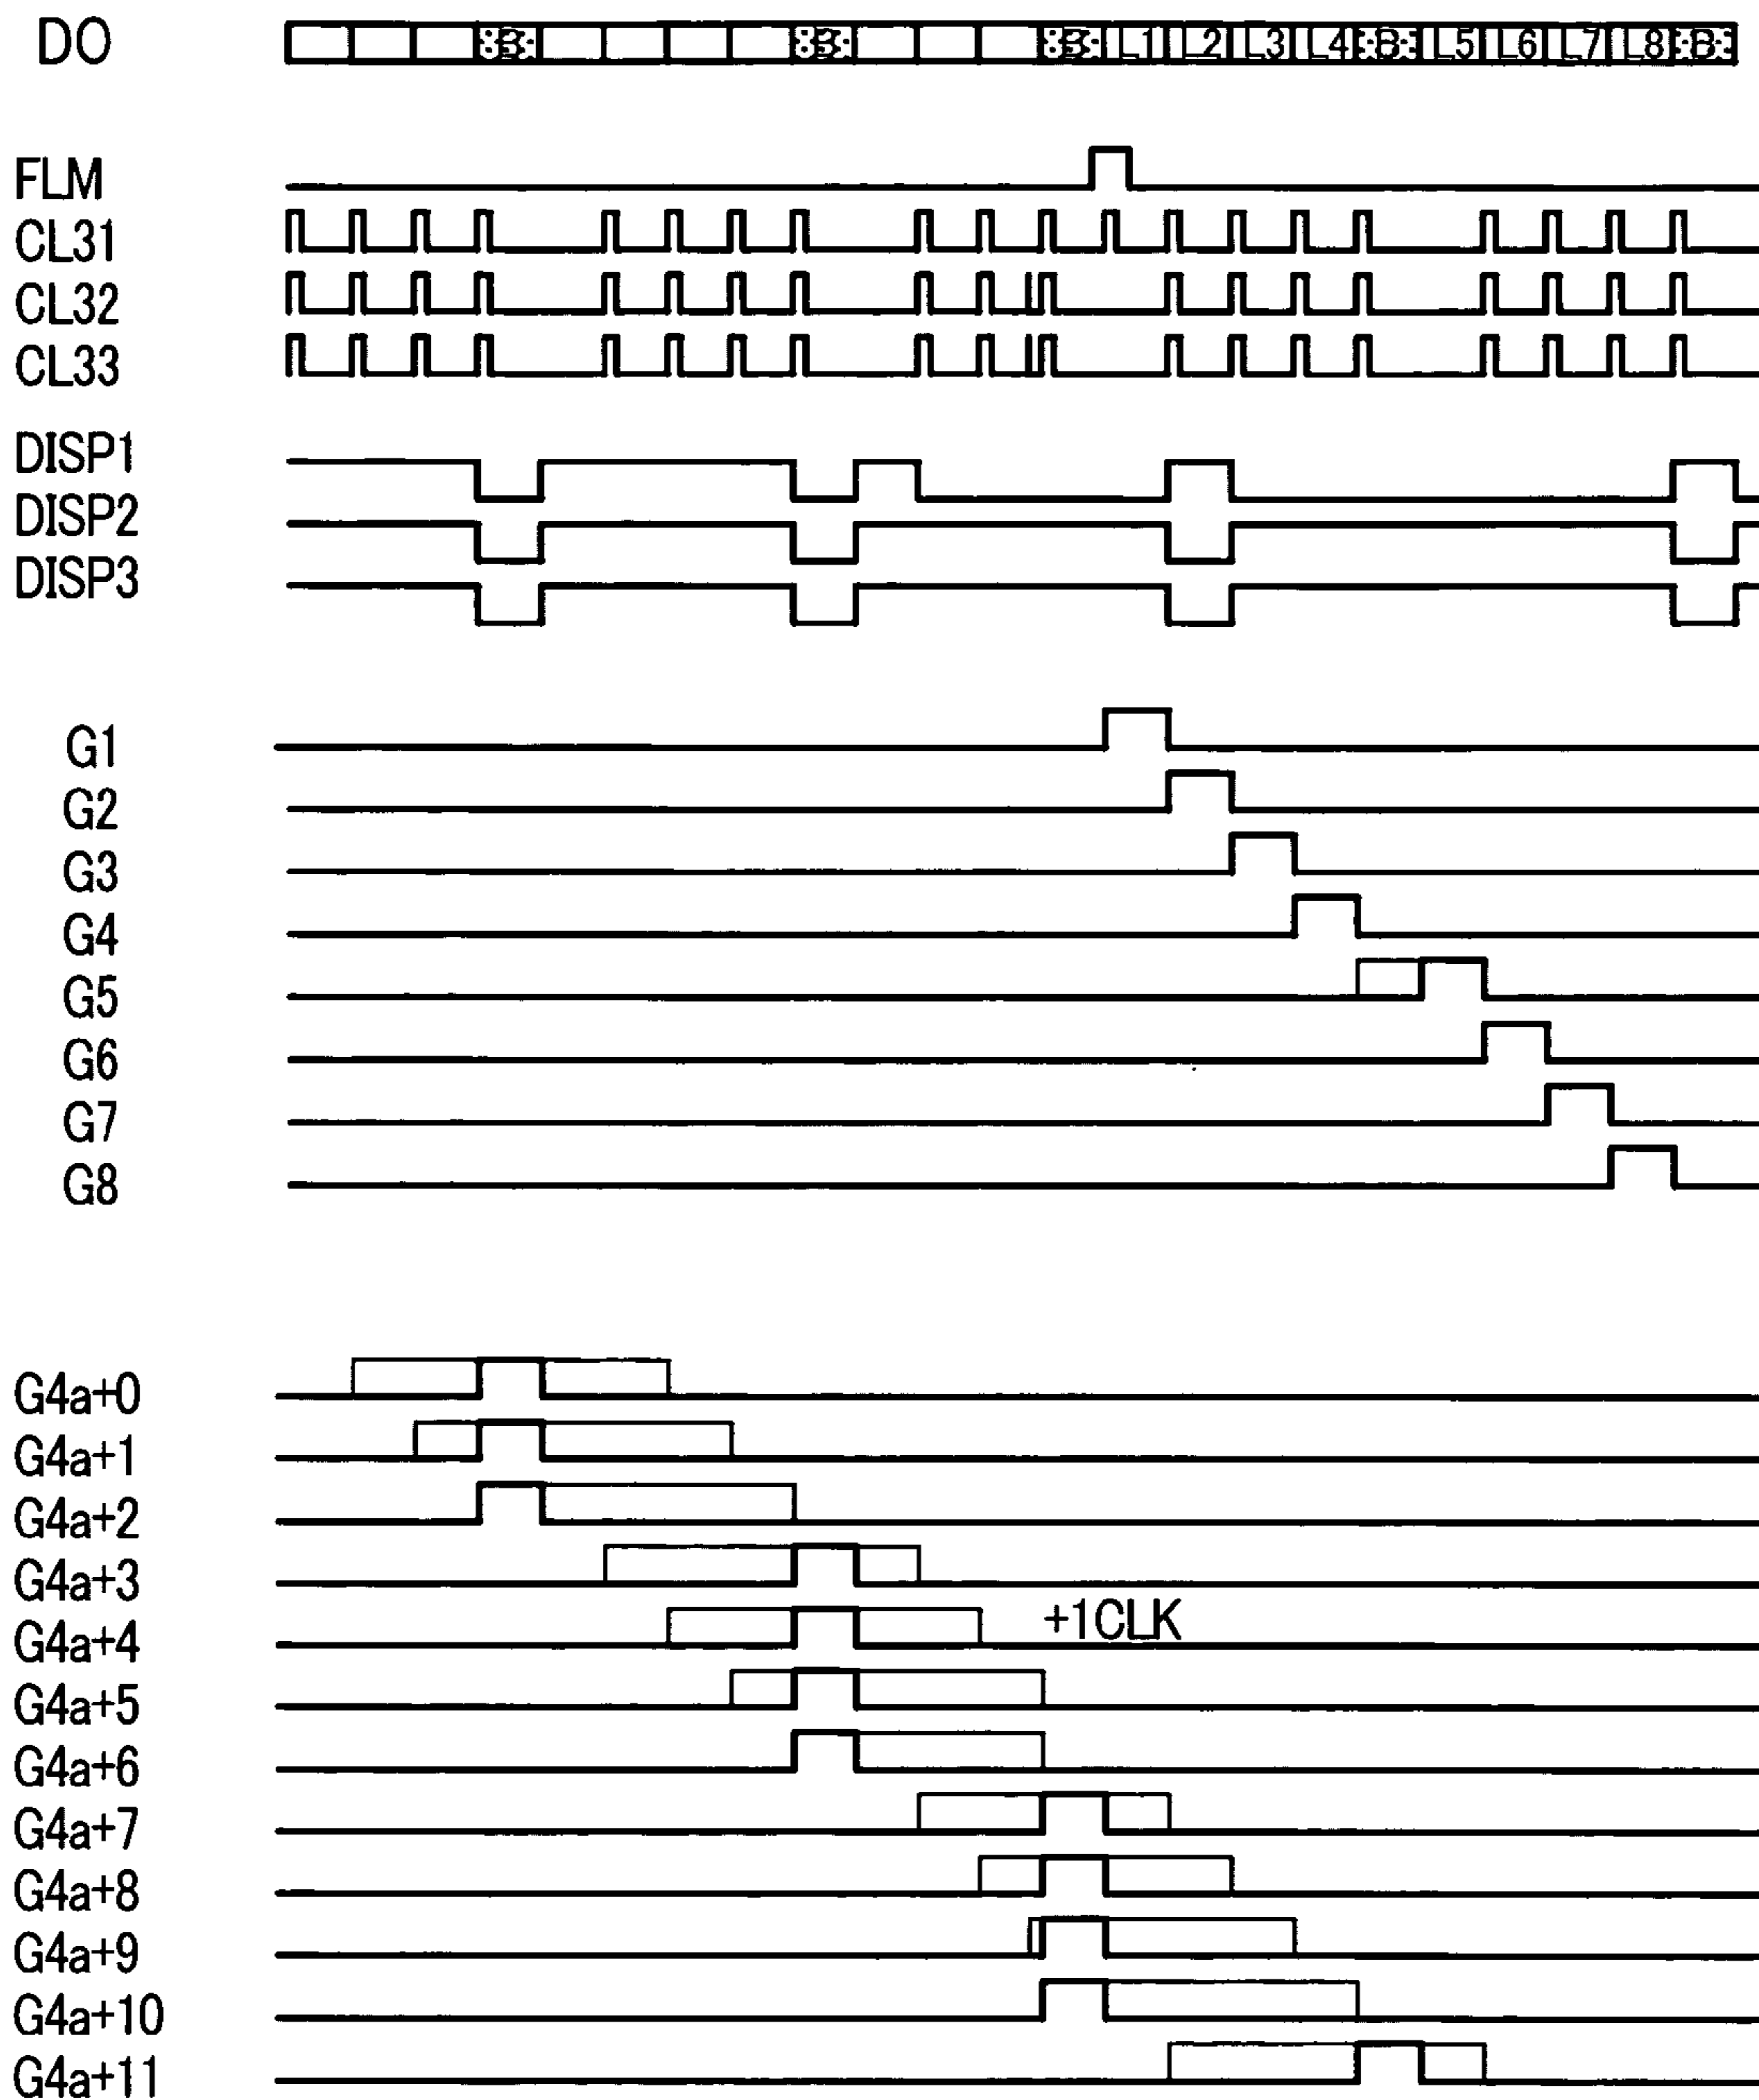 DO B B B L1 L2 L3 L4 B L5 L6 L7 L8 B
FLM
CL31
CL32
CL33
DISP1
DISP2
DISP3
G1
G2
G3
G4
G5
G6
G7
G8
G4a+0
G4a+1
G4a+2
G4a+3
G4a+4 +1CLK
G4a+5
G4a+6
G4a+7
G4a+8
G4a+9
G4a+10
G4a+11